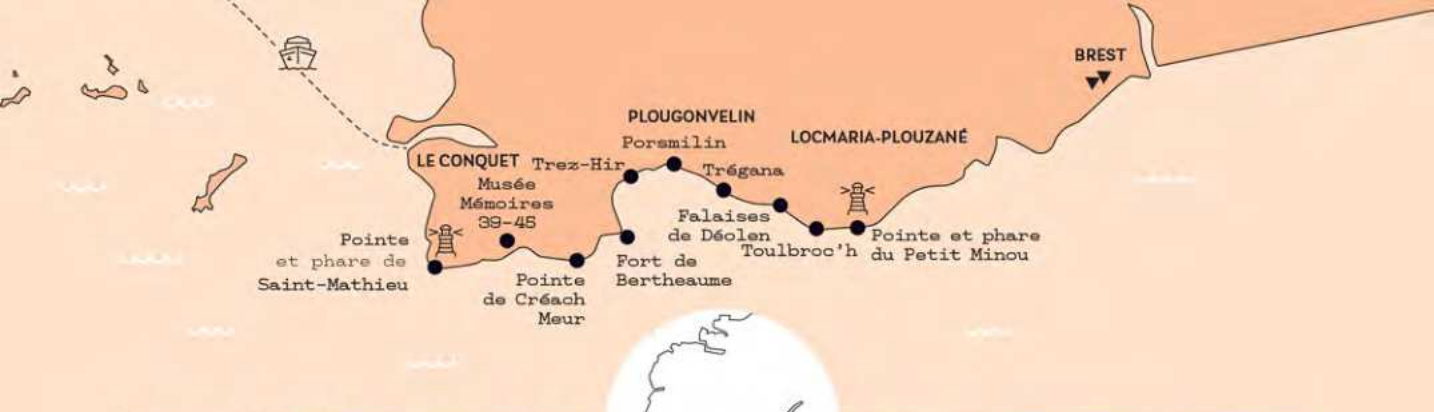 BREST
PLOUGONVELIN
Porsmilin
LOCMARIA-PLOUZANÉ
LE CONQUET
Trez-Hir
Trégana
Musée
Mémoires
39-45
Pointe
et phare de
Saint-Mathieu
Falaises
de Déolen
Toulbroc'h
Pointe et phare
du Petit Minou
Fort de
Bertheaume
Pointe
de Créach
Meur